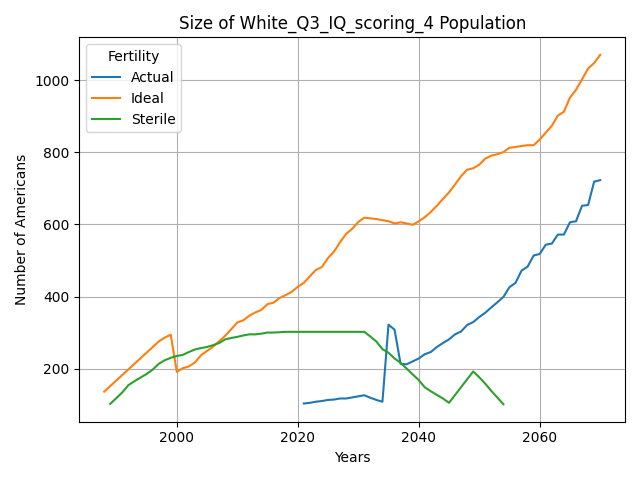 Size of White_Q3_IQ_scoring_4 Population
Fertility
Actual
Ideal
Sterile
Number of Americans
1000
800
600
400
200
2000
2020
2040
2060
Years